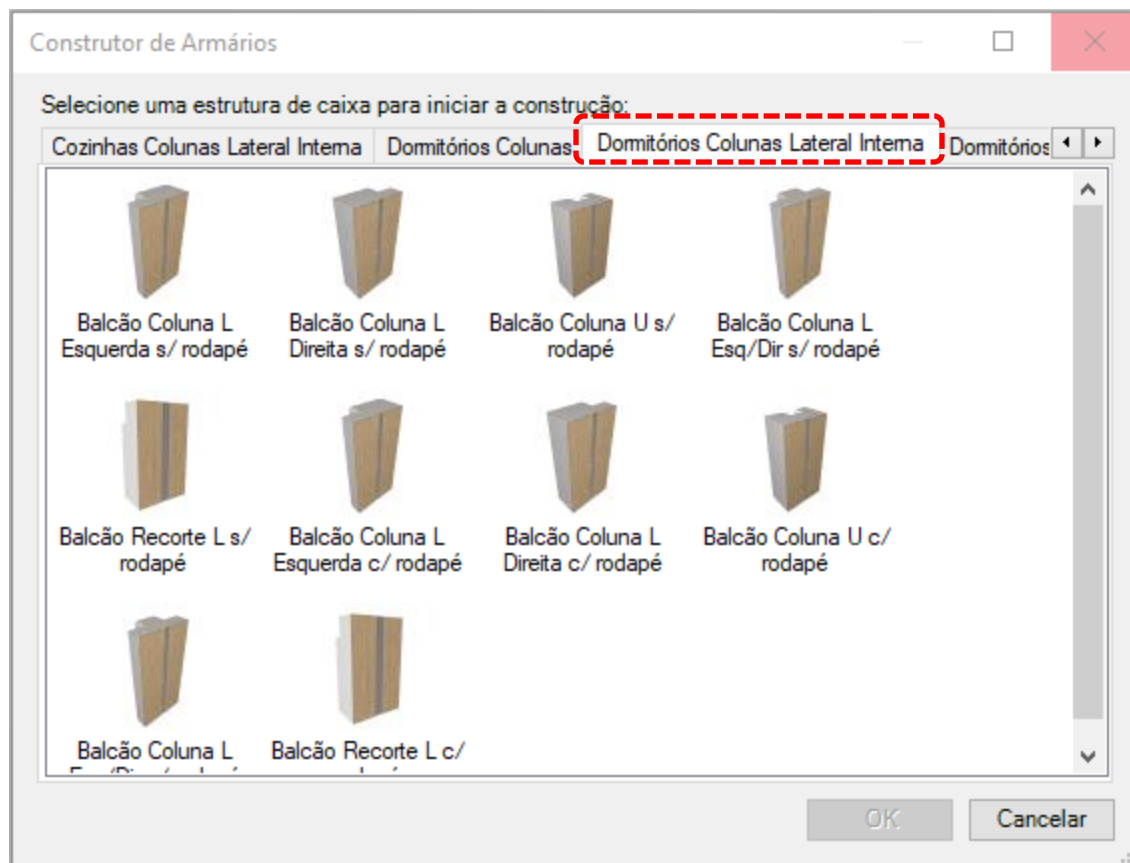 Construtor de Armários
Selecione uma estrutura de caixa para iniciar a construção:
Cozinhas Colunas Lateral Interna Dormitórios Colunas Dormitórios Colunas Lateral Interna Dormitórios
Balcão Coluna L
Esquerda s/ rodapé
Balcão Coluna L
Direita s/ rodapé
Balcão Coluna U s/
rodapé
Balcão Coluna L
Esq/Dir s/ rodapé
Balcão Recorte L s/
rodapé
Balcão Coluna L
Esquerda c/ rodapé
Balcão Coluna L
Direita c/ rodapé
Balcão Coluna U c/
rodapé
Balcão Coluna L
Balcão Recorte L c/
OK
Cancelar